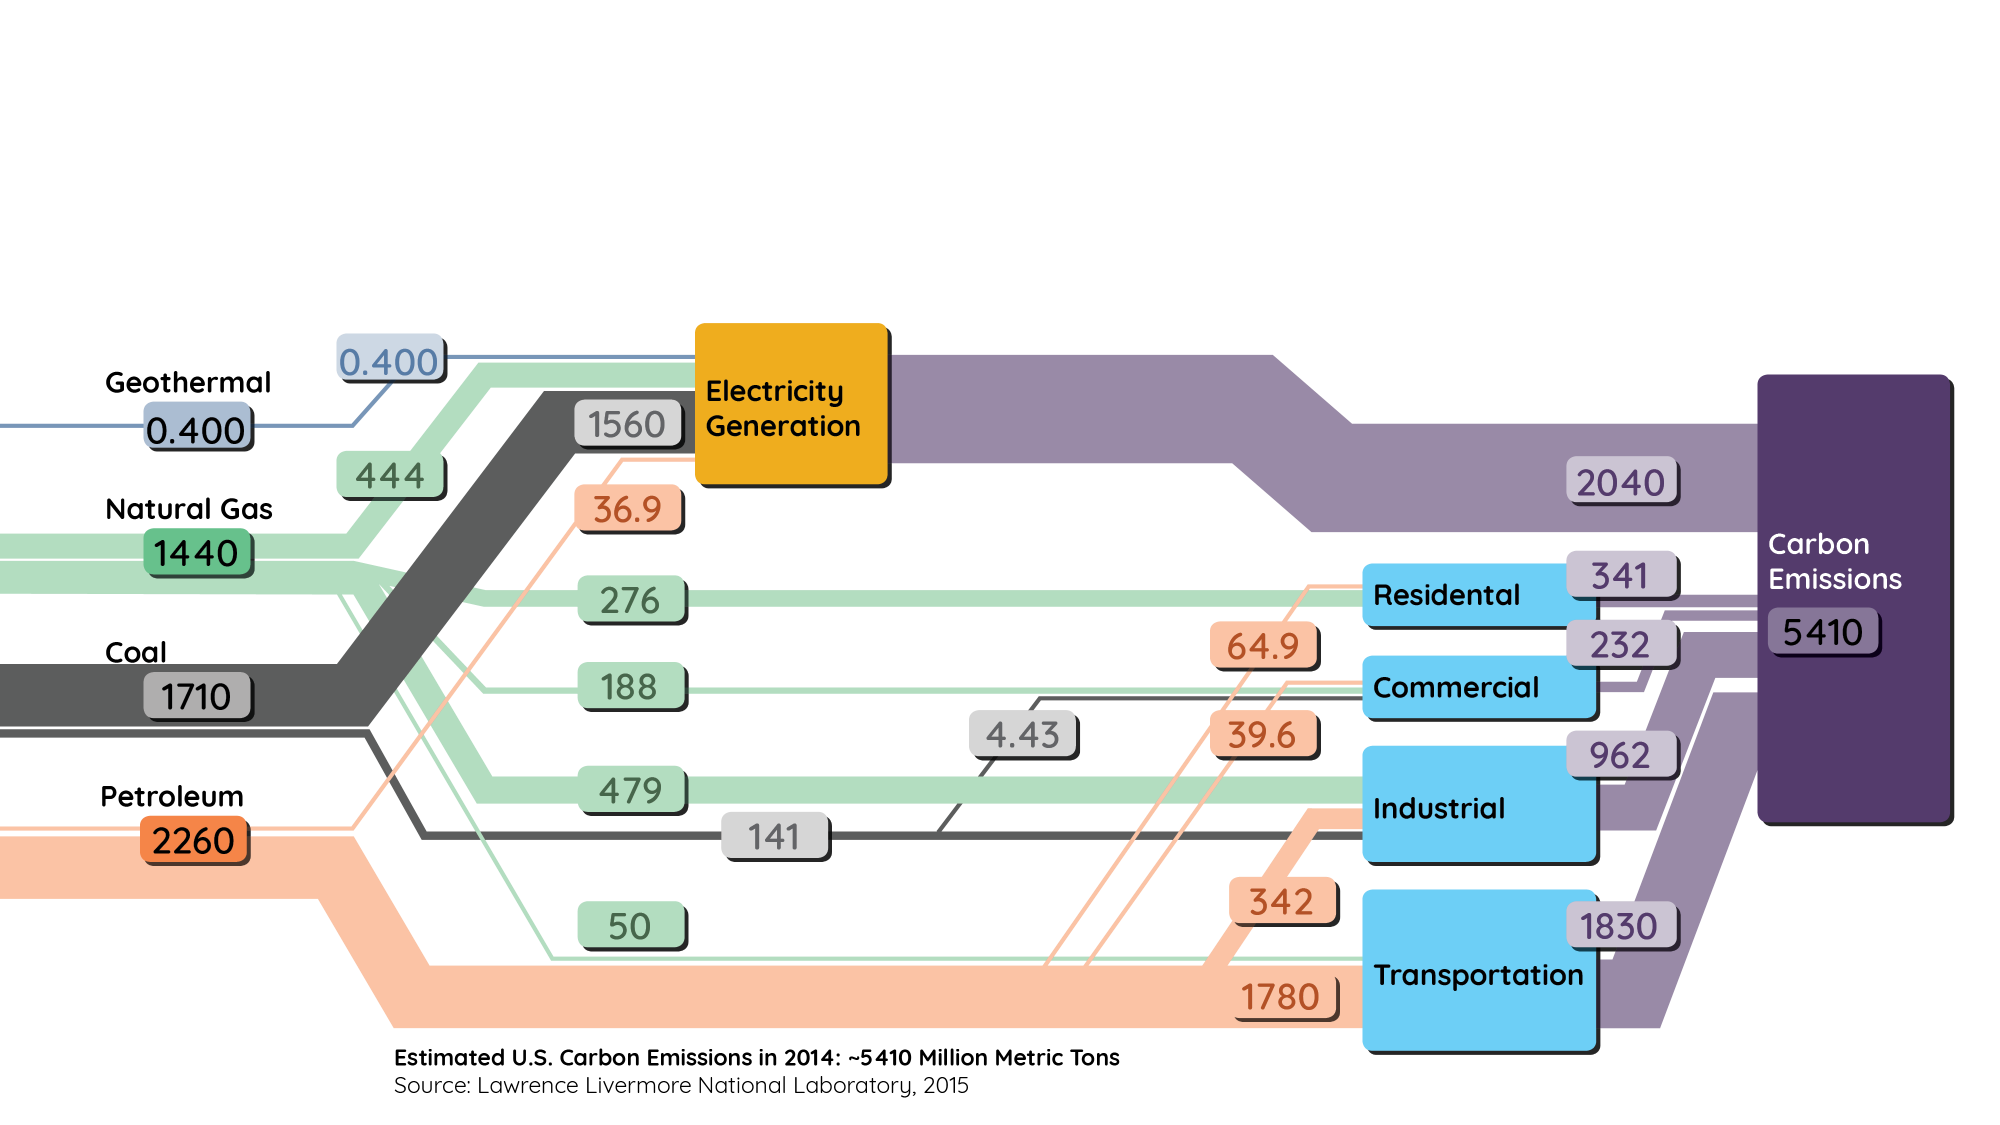 0.400
Geothermal
0.400
444
Natural Gas
1440
Coal
1710
Petroleum
2260
1560
36.9
Electricity
Generation
276
188
479
141
50
4.43
64.9
39.6
342
1780
Residental
341
Commercial
232
Industrial
962
Transportation
1830
2040
Carbon
Emissions
5410
Estimated U.S. Carbon Emissions in 2014: ~5410 Million Metric Tons
Source: Lawrence Livermore National Laboratory, 2015